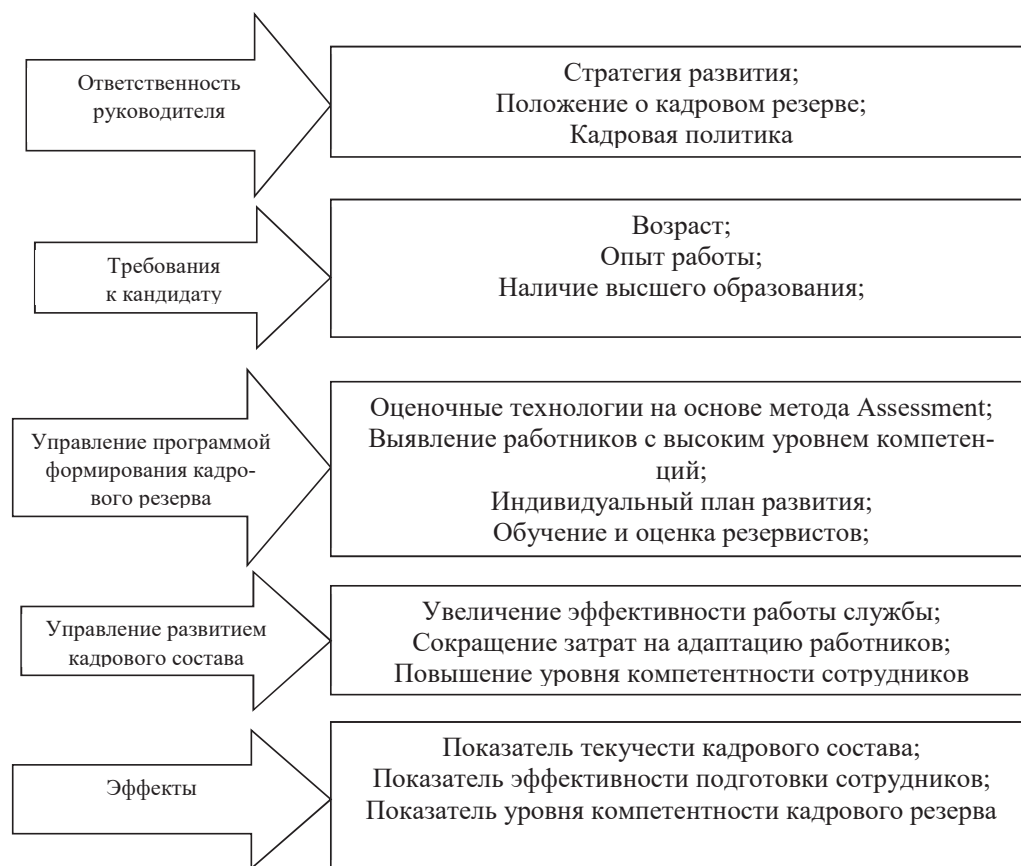 Ответственность
руководителя
Стратегия развития;
Положение о кадровом резерве;
Кадровая политика
Требования
к кандидату
Возраст;
Опыт работы;
Наличие высшего образования;
Управление программой
формирования кадро-
вого резерва
Оценочные технологии на основе метода Assessment;
Выявление работников с высоким уровнем компетен-
ций;
Индивидуальный план развития;
Обучение и оценка резервистов;
Управление развитием
кадрового состава
Увеличение эффективности работы службы;
Сокращение затрат на адаптацию работников;
Повышение уровня компетентности сотрудников
Эффекты
Показатель текучести кадрового состава;
Показатель эффективности подготовки сотрудников;
Показатель уровня компетентности кадрового резерва